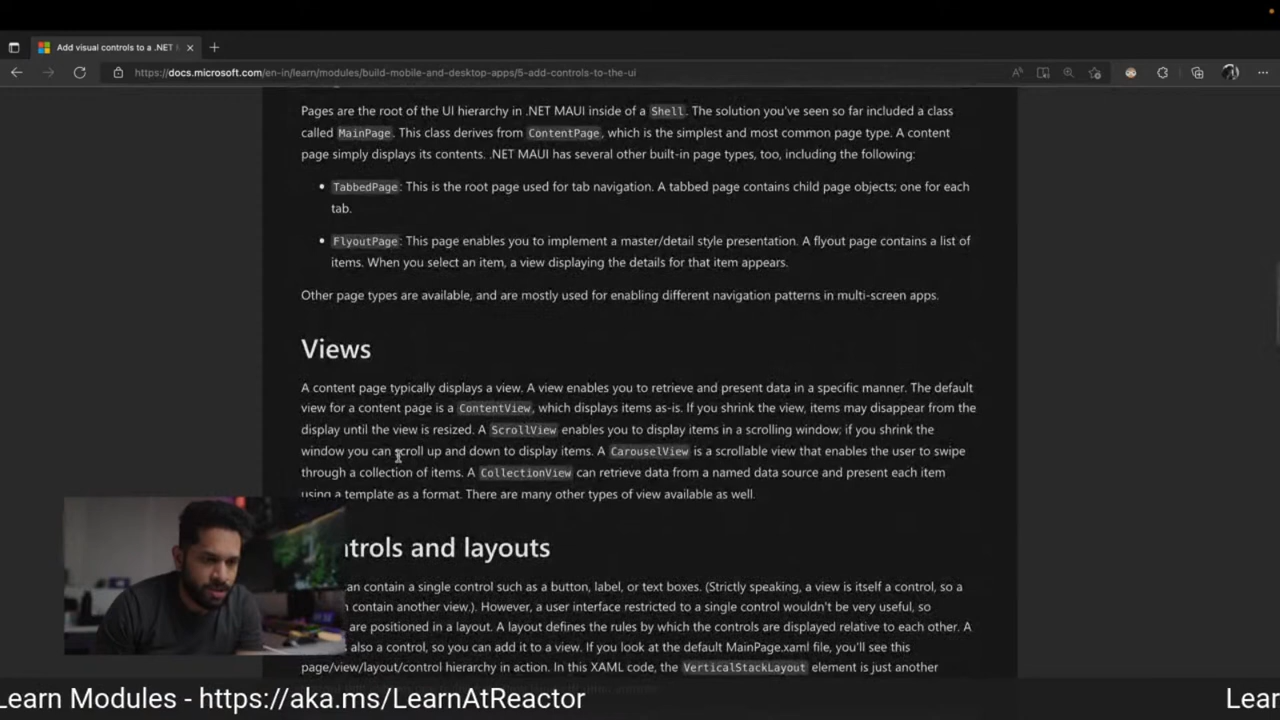 Add visual controls to a .NET
https://docs.microsoft.com/en-in/learn/modules/build-mobile-and-desktop-apps/5-add-controls-to-the-ui
Pages are the root of the UI hierarchy in .NET MAUI inside of a Shell. The solution you've seen so far included a class
called MainPage. This class derives from ContentPage, which is the simplest and most common page type. A content
page simply displays its contents. .NET MAUI has several other built-in page types, too, including the following:
• TabbedPage: This is the root page used for tab navigation. A tabbed page contains child page objects; one for each
tab.
• FlyoutPage: This page enables you to implement a master/detail style presentation. A flyout page contains a list of
items. When you select an item, a view displaying the details for that item appears.
Other page types are available, and are mostly used for enabling different navigation patterns in multi-screen apps.
Views
A content page typically displays a view. A view enables you to retrieve and present data in a specific manner. The default
view for a content page is a ContentView, which displays items as-is. If you shrink the view, items may disappear from the
display until the view is resized. A ScrollView enables you to display items in a scrolling window; if you shrink the
window you can scroll up and down to display items. A CarouselView is a scrollable view that enables the user to swipe
through a collection of items. A CollectionView can retrieve data from a named data source and present each item
using a template as a format. There are many other types of view available as well.
ntrols and layouts
can contain a single control such as a button, label, or text boxes. (Strictly speaking, a view is itself a control, so a
contain another view.). However, a user interface restricted to a single control wouldn't be very useful, so
are positioned in a layout. A layout defines the rules by which the controls are displayed relative to each other. A
also a control, so you can add it to a view. If you look at the default MainPage.xaml file, you'll see this
page/view/layout/control hierarchy in action. In this XAML code, the VerticalStackLayout element is just another
Learn Modules - https://aka.ms/LearnAtReactor
Lear